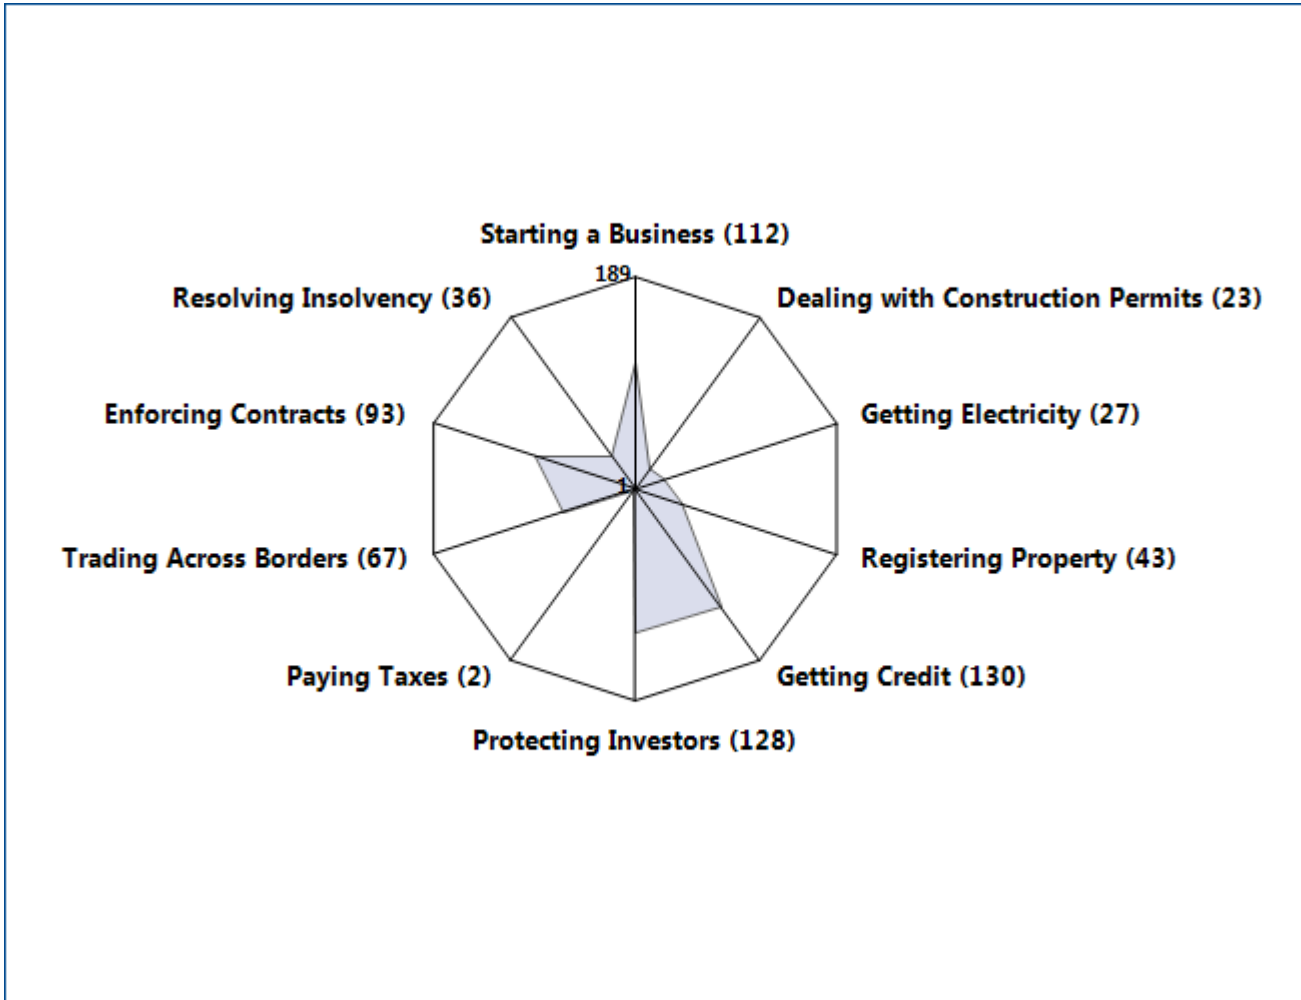 Starting a Business (112)
189
Resolving Insolvency (36)
Dealing with Construction Permits (23)
Enforcing Contracts (93)
Getting Electricity (27)
1
Trading Across Borders (67)
Registering Property (43)
Paying Taxes (2)
Getting Credit (130)
Protecting Investors (128)